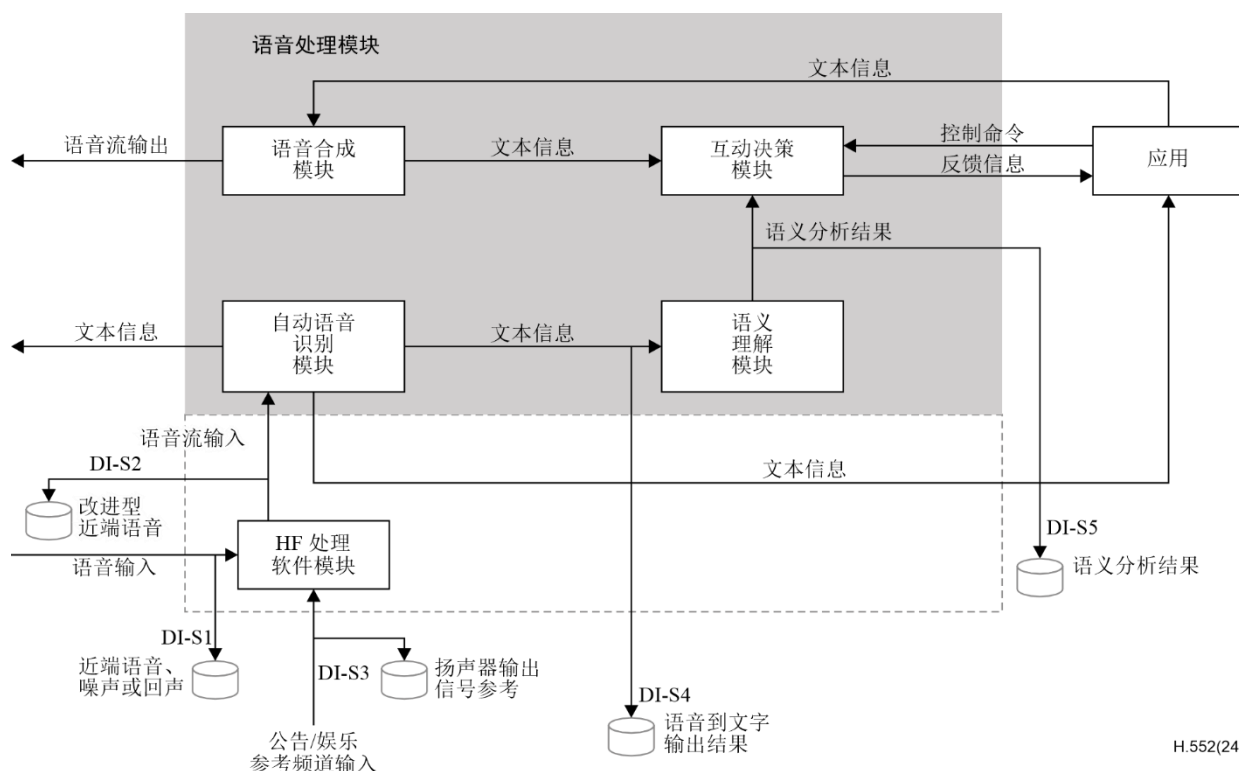 语音处理模块
文本信息
语音流输出
语音合成
模块
文本信息
互动决策
模块
控制命令
反馈信息
应用
语义分析结果
文本信息
自动语音
识别
模块
文本信息
语义
理解
模块
语音流输入
DI-S2
改进型
近端语音
文本信息
HF 处理
软件模块
语音输入
DI-S5
语义分析结果
DI-S1
近端语音、
噪声或回声
DI-S3
扬声器输出
信号参考
DI-S4
语音到文字
输出结果
公告/娱乐
参考频道输入
H.552(24